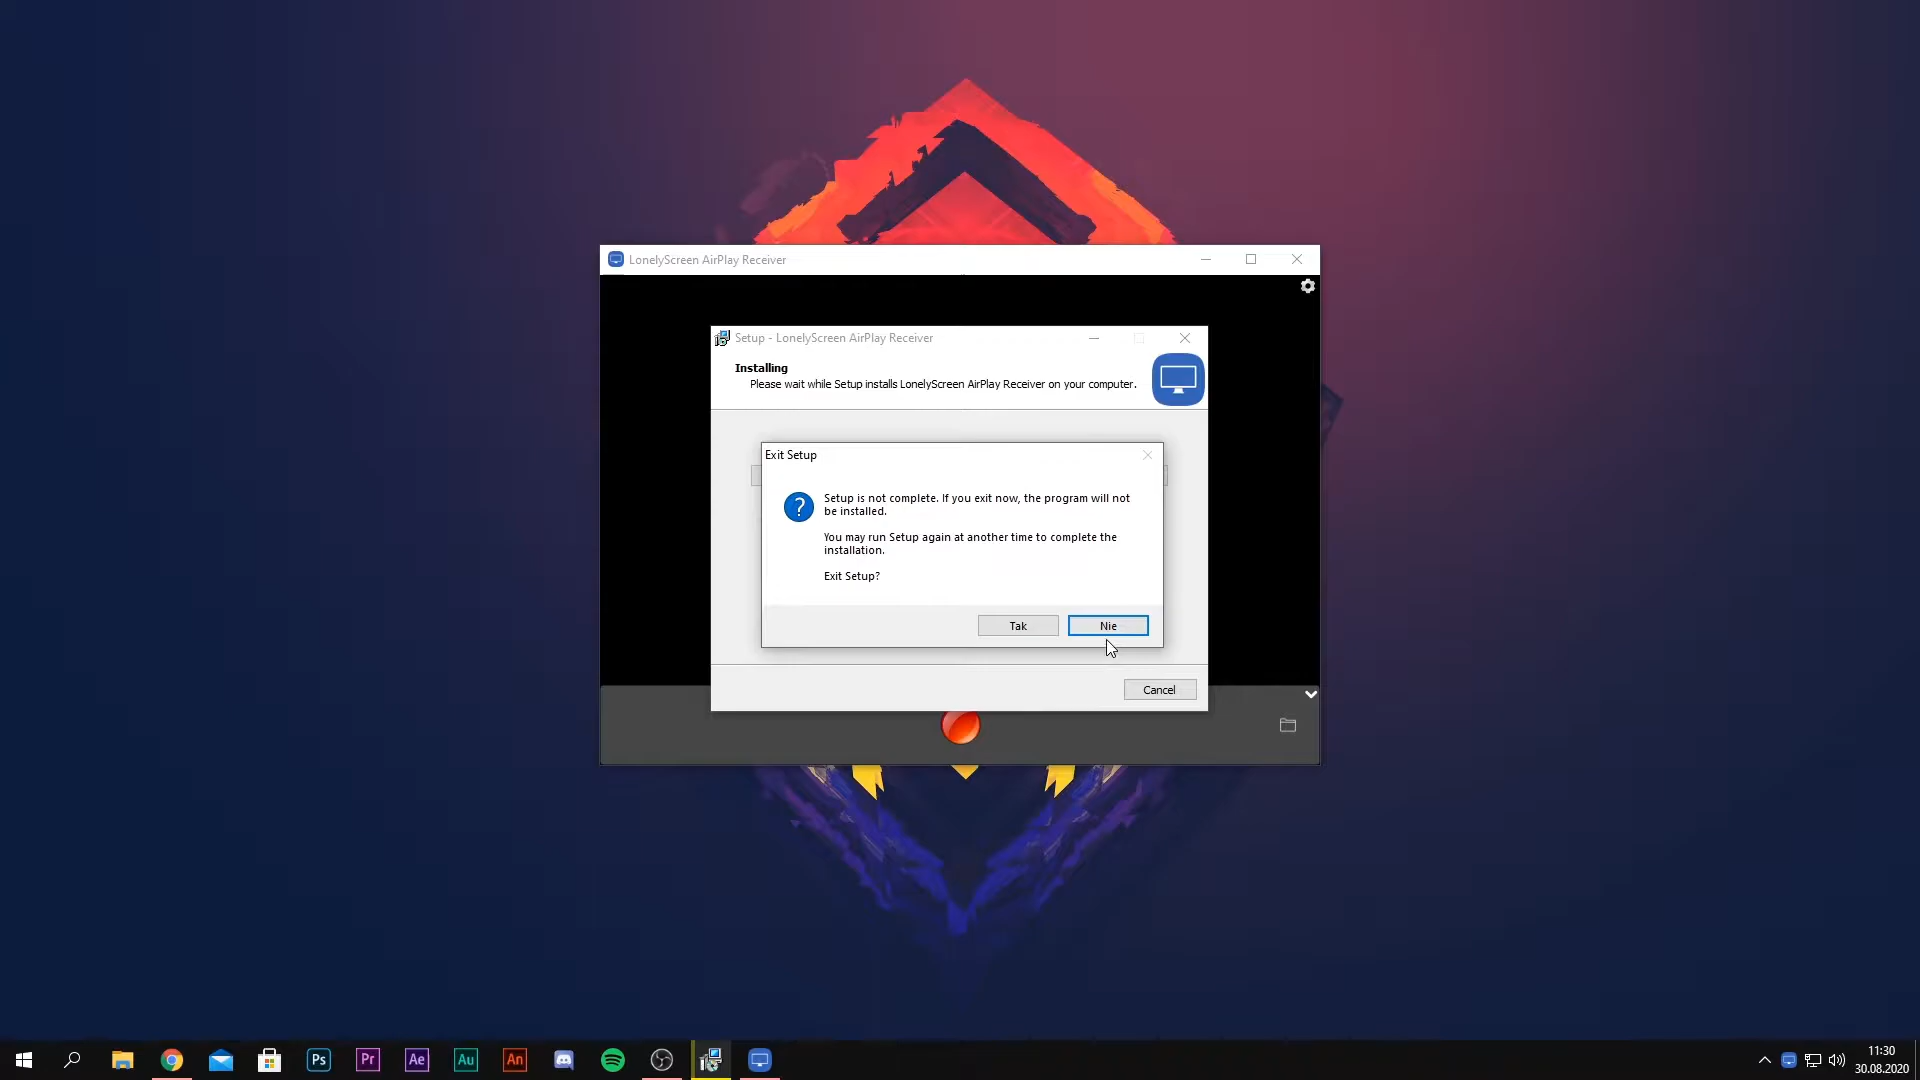 LonelyScreen AirPlay Receiver
Setup - LonelyScreen AirPlay Receiver
Installing
Please wait while Setup installs LonelyScreen AirPlay Receiver on your computer.
Exit Setup
Setup is not complete. If you exit now, the program will not
be installed.
You may run Setup again at another time to complete the
installation.
Exit Setup?
Tak
Nie
Cancel
Ps
Pr
Ae
Au
An
11:30
30.08.2020